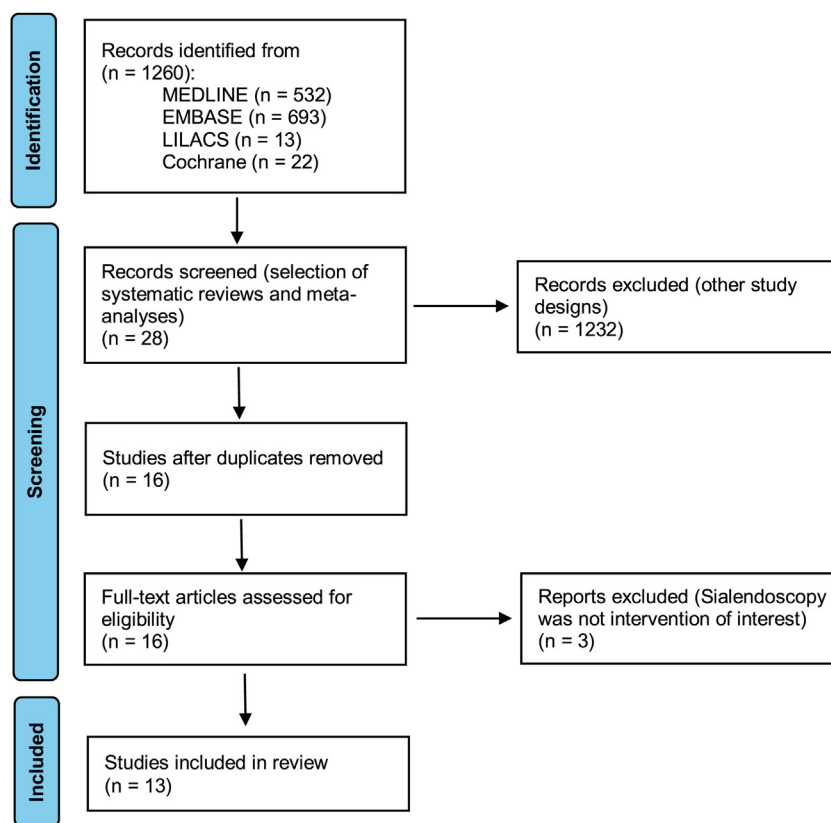 Identification
Records identified from
(n = 1260):
MEDLINE (n = 532)
EMBASE (n = 693)
LILACS (n = 13)
Cochrane (n = 22)
Screening
Records screened (selection of
systematic reviews and meta-
analyses)
(n = 28)
Records excluded (other study
designs)
(n = 1232)
Studies after duplicates removed
(n = 16)
Full-text articles assessed for
eligibility
(n = 16)
Reports excluded (Sialendoscopy
was not intervention of interest)
(n = 3)
Included
Studies included in review
(n = 13)